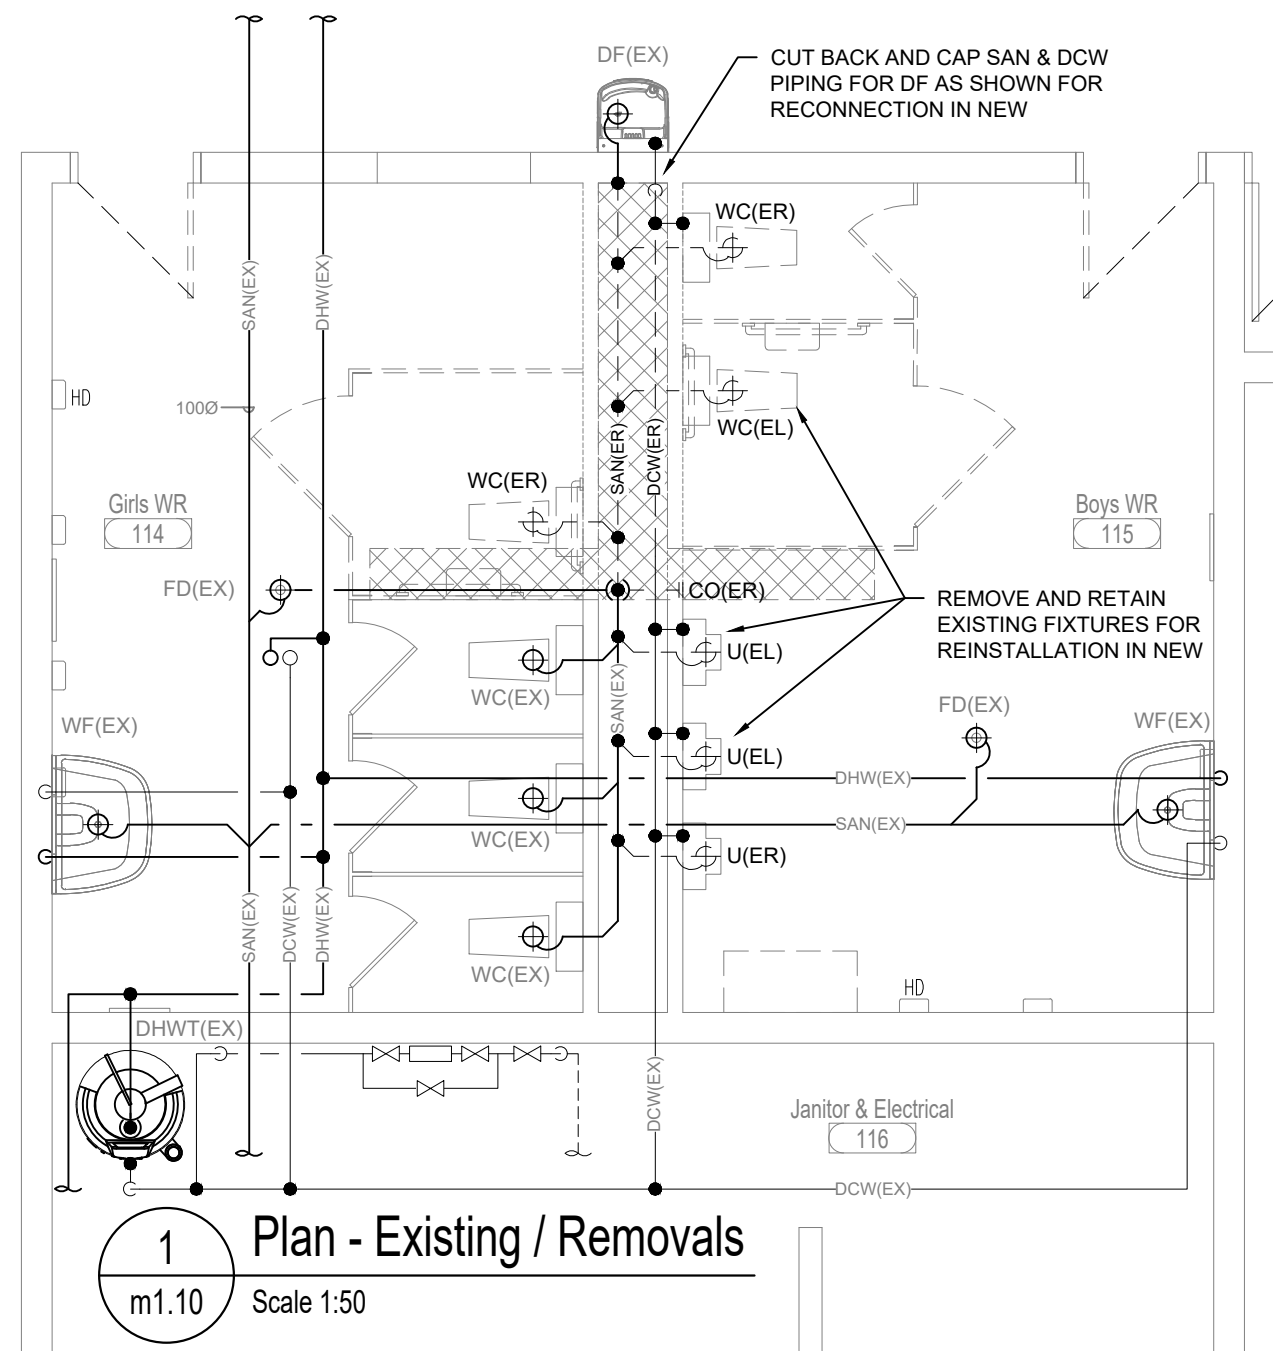 DF(EX)
CUT BACK AND CAP SAN & DCW
PIPING FOR DF AS SHOWN FOR
RECONNECTION IN NEW
WC(ER)
SAN(EX)
DHW(EX)
HD
100Ø
WC(EL)
SAN(ER)
DCW(ER)
WC(ER)
Girls WR
114
Boys WR
115
FD(EX)
CO(ER)
REMOVE AND RETAIN
EXISTING FIXTURES FOR
REINSTALLATION IN NEW
U(EL)
WC(EX)
SAN(EX)
FD(EX)
WF(EX)
WF(EX)
U(EL)
DHW(EX)
SAN(EX)
WC(EX)
U(ER)
SAN(EX)
DCW(EX)
DHW(EX)
WC(EX)
HD
DHWT(EX)
DCW(EX)
Janitor & Electrical
116
DCW(EX)
1
m1.10
Plan - Existing / Removals
Scale 1:50